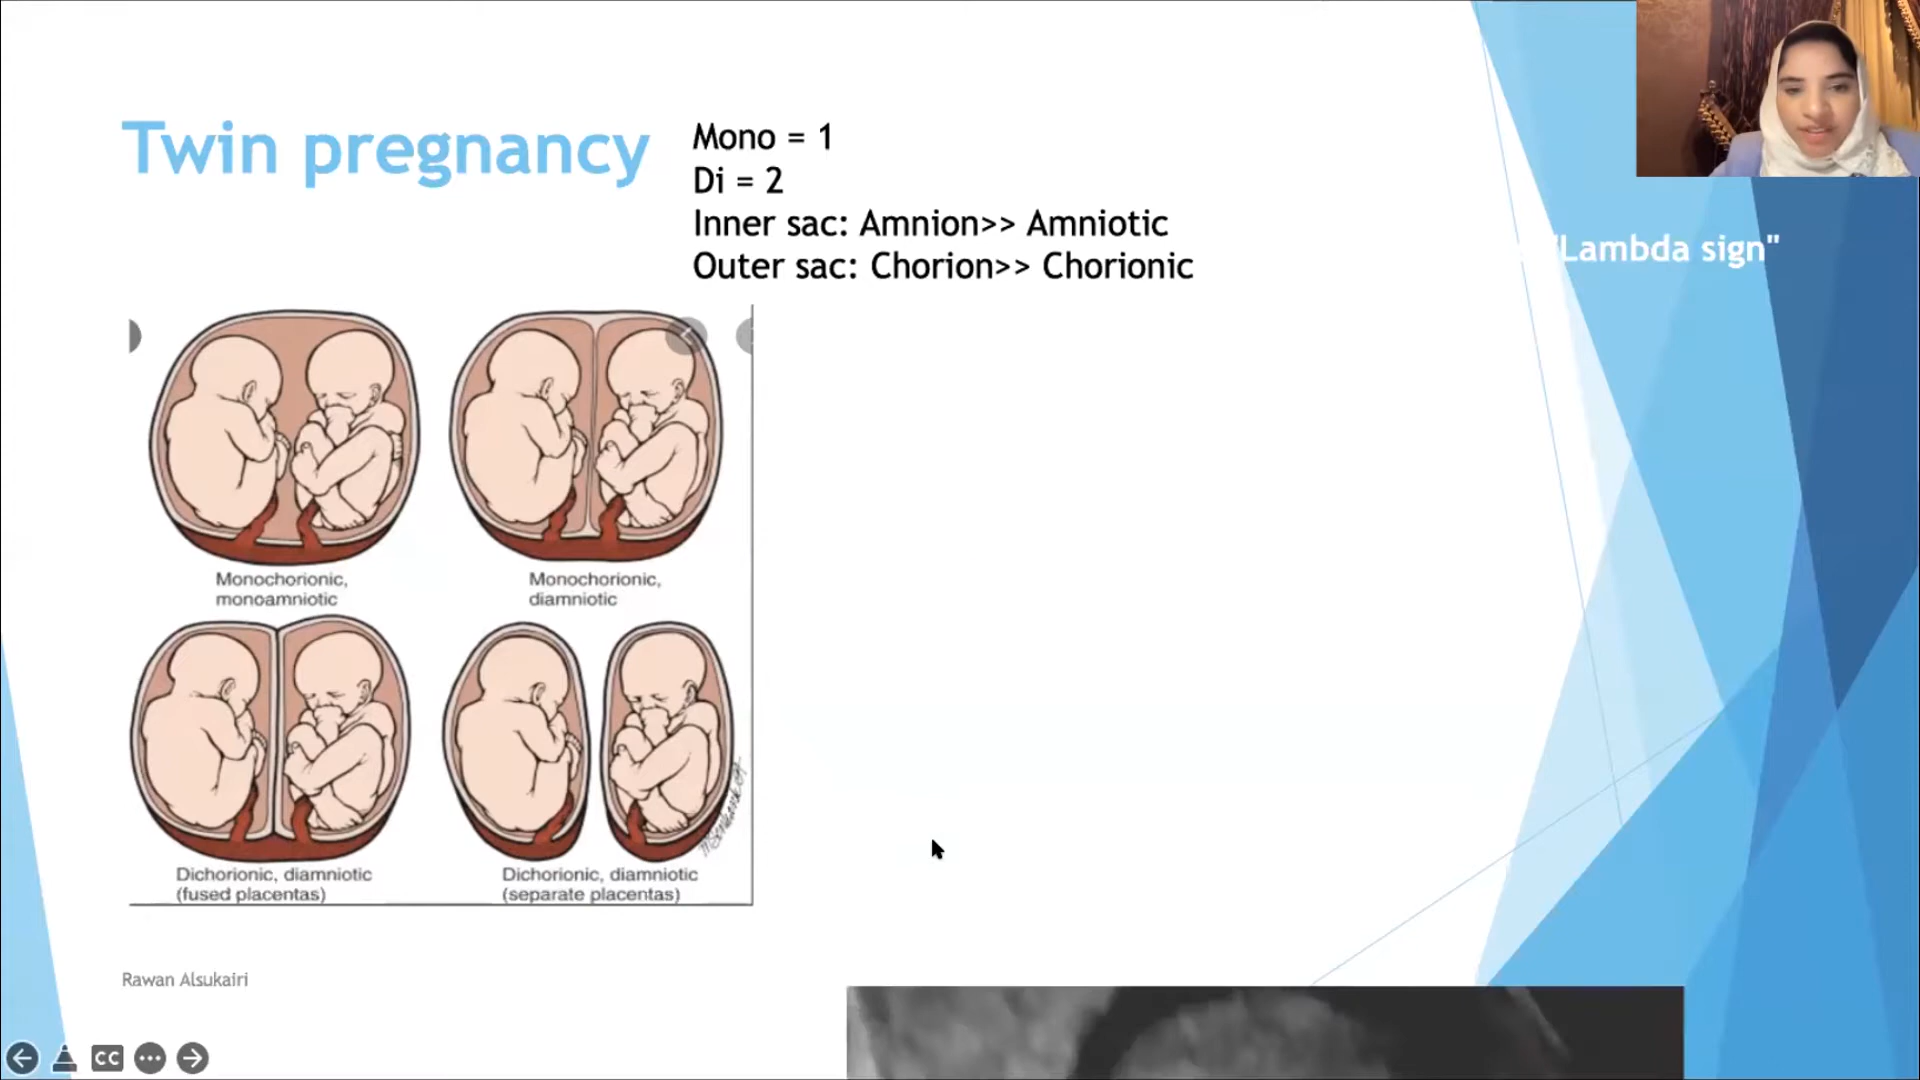 Twin pregnancy
Mono = 1
Di = 2
Inner sac: Amnion>> Amniotic
Outer sac: Chorion>> Chorionic
"Lambda sign"
Monochorionic,
monoamniotic
Monochorionic,
diamniotic
Dichorionic, diamniotic
(fused placentas)
Dichorionic, diamniotic
(separate placentas)
Rawan Alsukairi
CC